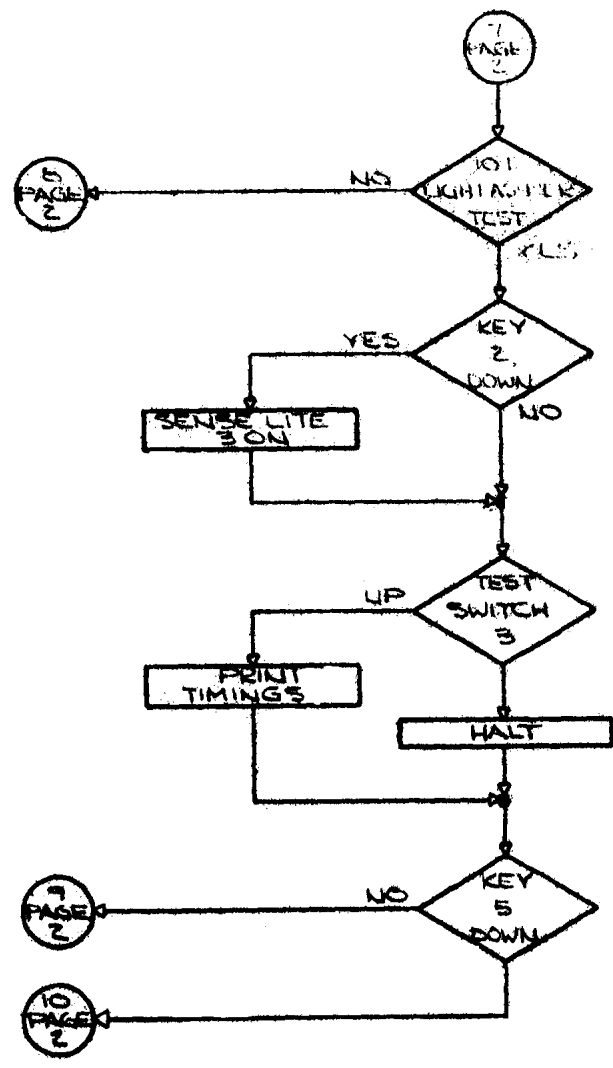 7
PAGE
2
101
TEST
NO
5
PAGE
2
YES
KEY
2
DOWN
YES
NO
SENSE LITE
3 ON
TEST
SWITCH
3
UP
PRINT
TIMINGS
HALT
KEY
5
DOWN
NO
9
PAGE
2
10
PAGE
2